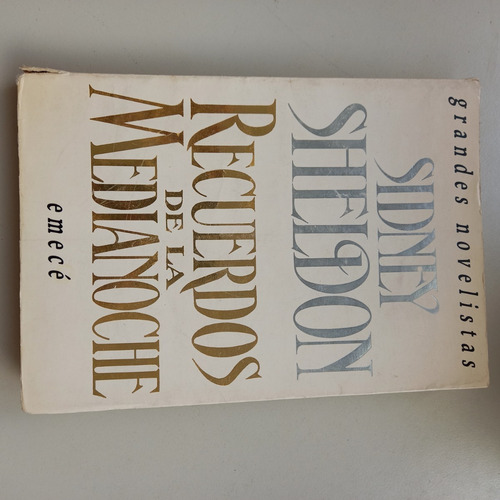 grandes novelistas
SIDNEY
SHELDON
RECUERDOS
DE LA
MEDIANOCHE
emecé